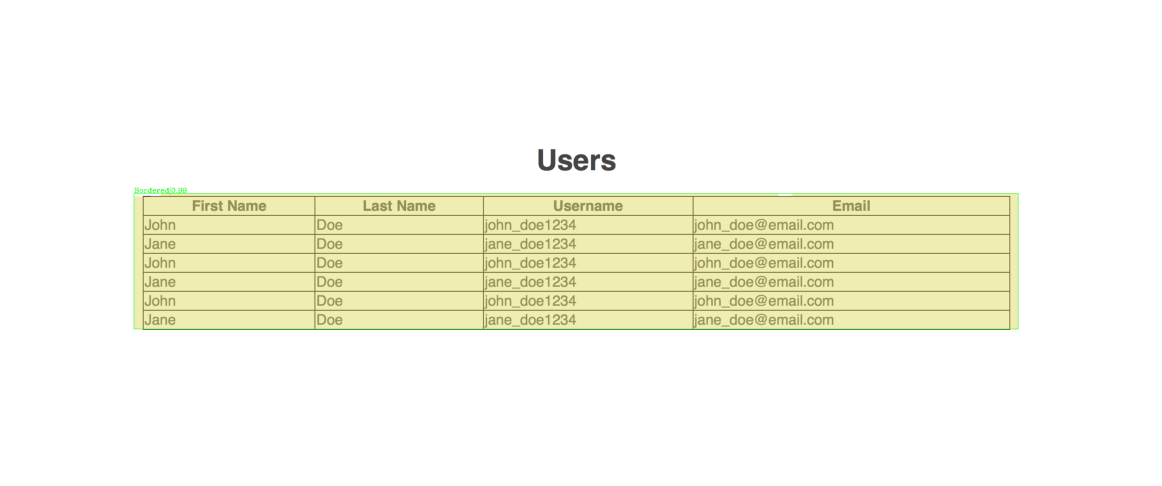 Users
Bordered|0.99
First Name Last Name Username Email
John Doe john_doe1234 john_doe@email.com
Jane Doe jane_doe1234 jane_doe@email.com
John Doe john_doe1234 john_doe@email.com
Jane Doe jane_doe1234 jane_doe@email.com
John Doe john_doe1234 john_doe@email.com
Jane Doe jane_doe1234 jane_doe@email.com